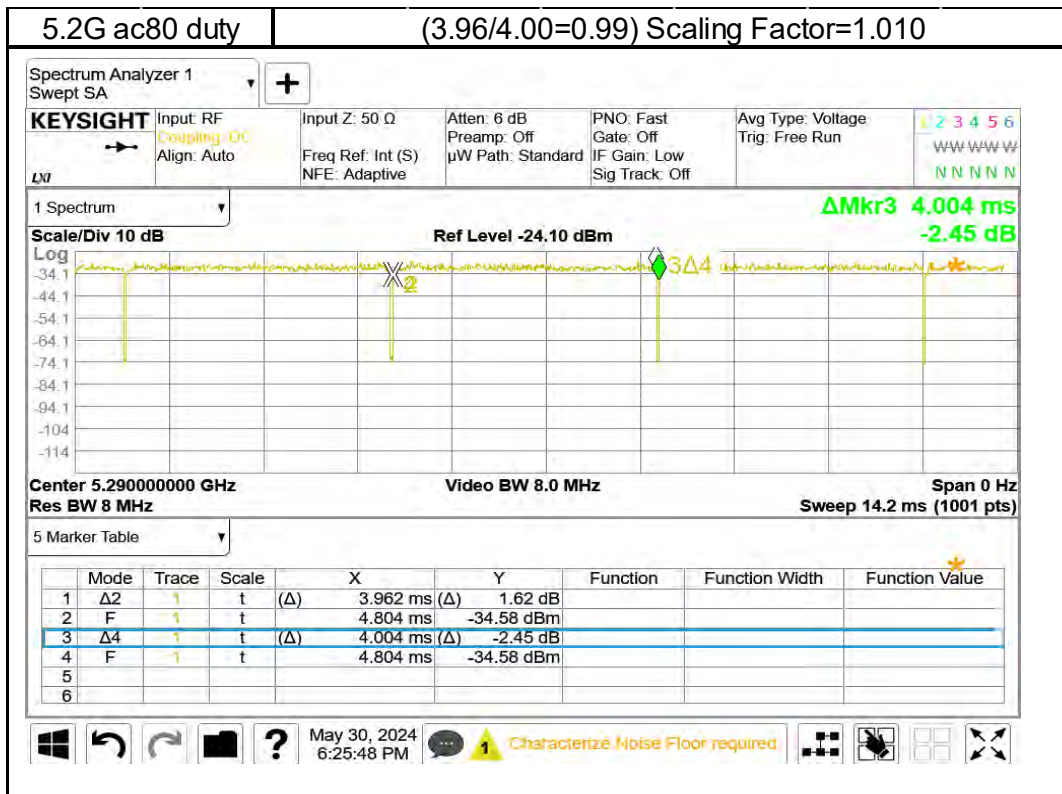 5.2G ac80 duty (3.96/4.00=0.99) Scaling Factor=1.010
Spectrum Analyzer 1
Swept SA
+
KEYSIGHT Input: RF Input Z: 50 Ω Atten: 6 dB PNO: Fast Avg Type: Voltage 1 2 3 4 5 6
Coupling: DC Preamp: Off Gate: Off Trig: Free Run
Align: Auto Freq Ref: Int (S) µW Path: Standard IF Gain: Low W W W W W W
LXI NFE: Adaptive Sig Track: Off N N N N N N
1 Spectrum ΔMkr3 4.004 ms
Scale/Div 10 dB Ref Level -24.10 dBm -2.45 dB
Log
-34.1
3Δ4
-44.1
-54.1
-64.1
-74.1
-84.1
-94.1
-104
-114
Center 5.290000000 GHz Video BW 8.0 MHz Span 0 Hz
Res BW 8 MHz Sweep 14.2 ms (1001 pts)
5 Marker Table
Mode Trace Scale X Y Function Function Width Function Value
1 Δ2 1 t (Δ) 3.962 ms (Δ) 1.62 dB
2 F 1 t 4.804 ms -34.58 dBm
3 Δ4 1 t (Δ) 4.004 ms (Δ) -2.45 dB
4 F 1 t 4.804 ms -34.58 dBm
5
6
? May 30, 2024
6:25:48 PM 1 Characterize Noise Floor required